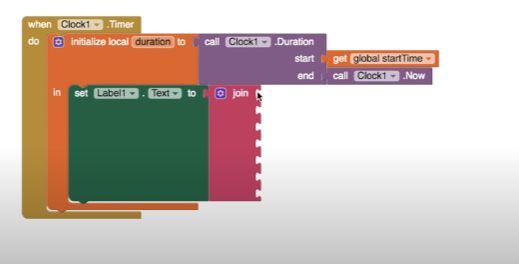 when Clock1 .Timer
do initialize local duration to call Clock1 .Duration
start get global startTime
end call Clock1 .Now
in set Label1 . Text to join